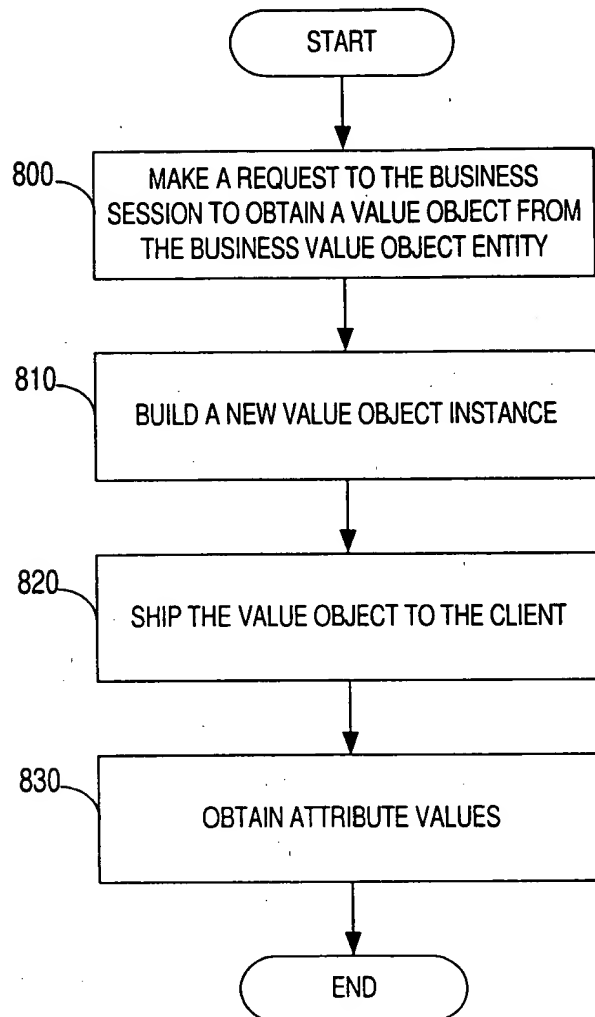 START
800
MAKE A REQUEST TO THE BUSINESS
SESSION TO OBTAIN A VALUE OBJECT FROM
THE BUSINESS VALUE OBJECT ENTITY
810
BUILD A NEW VALUE OBJECT INSTANCE
820
SHIP THE VALUE OBJECT TO THE CLIENT
830
OBTAIN ATTRIBUTE VALUES
END